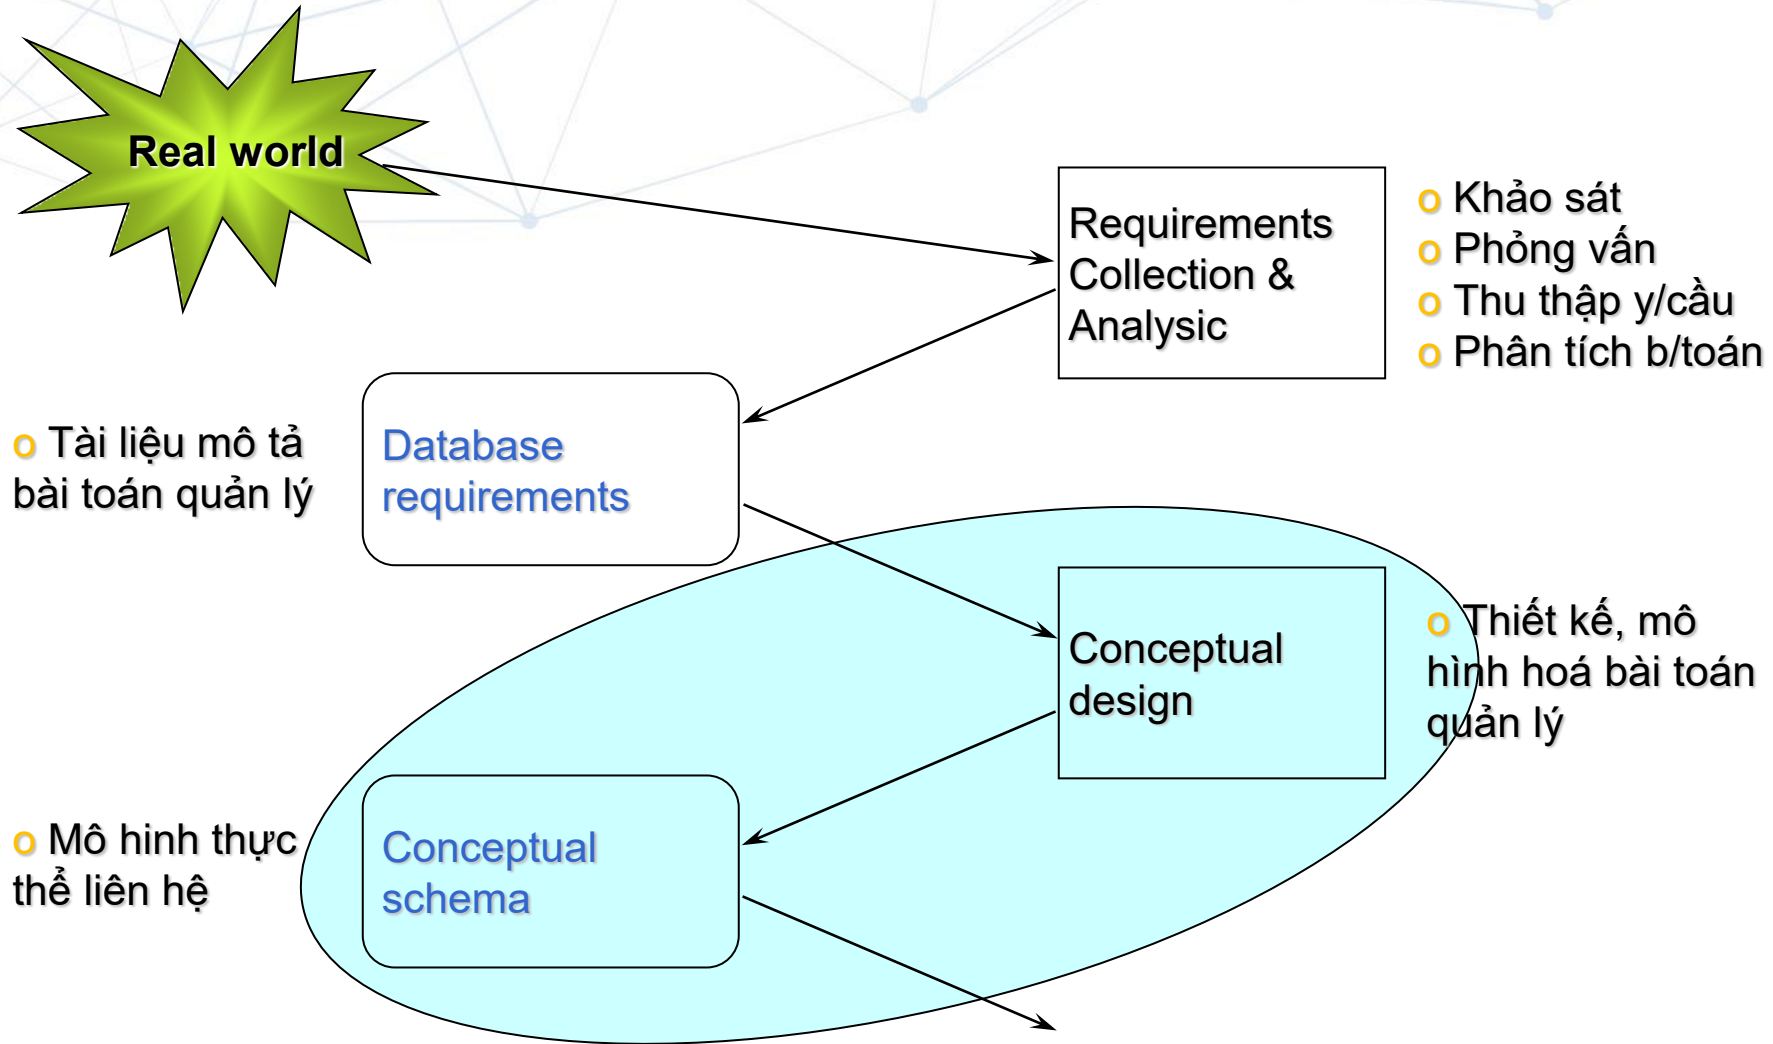 Real world
Requirements
Collection &
Analysic
o Khảo sát
o Phỏng vấn
o Thu thập y/cầu
o Phân tích b/toán
o Tài liệu mô tả
bài toán quản lý
Database
requirements
Conceptual
design
o Thiết kế, mô
hình hoá bài toán
quản lý
o Mô hinh thực
thể liên hệ
Conceptual
schema